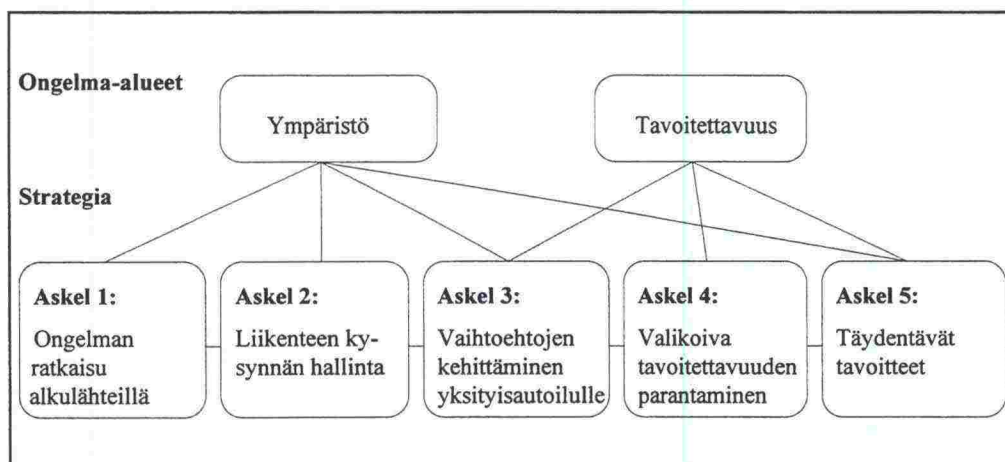 Ongelma-alueet
Ympäristö
Tavoitettavuus
Strategia
Askel 1:
Ongelman
ratkaisu
alkulähteillä
Askel 2:
Liikenteen ky-
synnän hallinta
Askel 3:
Vaihtoehtojen
kehittäminen
yksityisautoilulle
Askel 4:
Valikoiva
tavoitettavuuden
parantaminen
Askel 5:
Täydentävät
tavoitteet